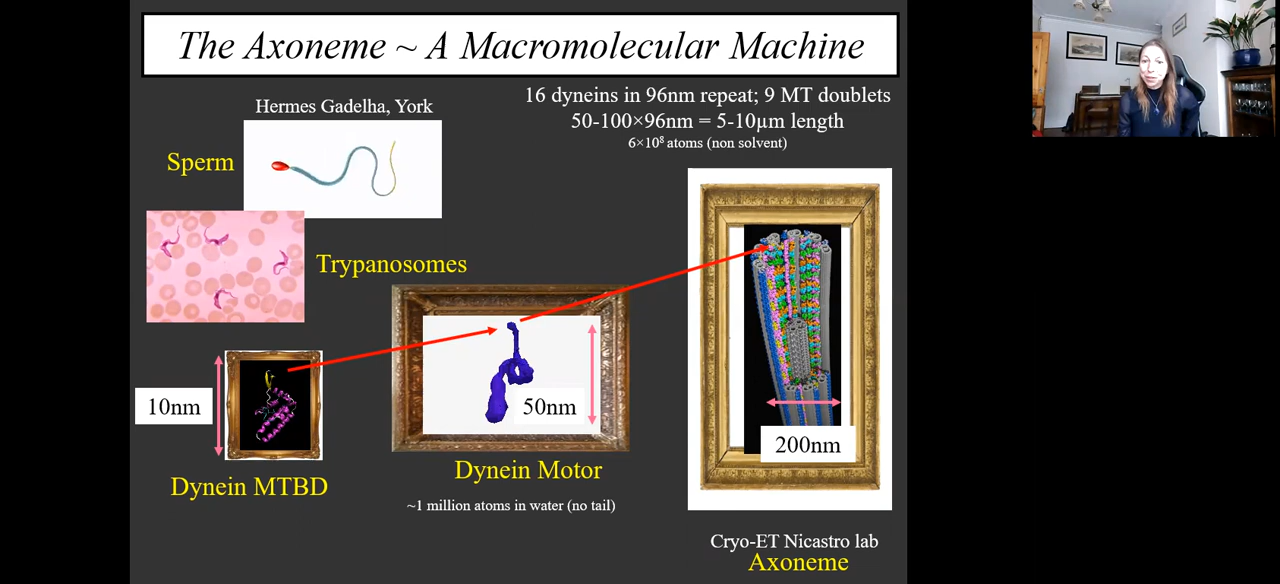 The Axoneme ~ A Macromolecular Machine
Hermes Gadelha, York
16 dyneins in 96nm repeat; 9 MT doublets
50-100×96nm = 5-10µm length
6×10⁸ atoms (non solvent)
Sperm
Trypanosomes
10nm
50nm
200nm
Dynein MTBD
Dynein Motor
~1 million atoms in water (no tail)
Cryo-ET Nicastro lab
Axoneme